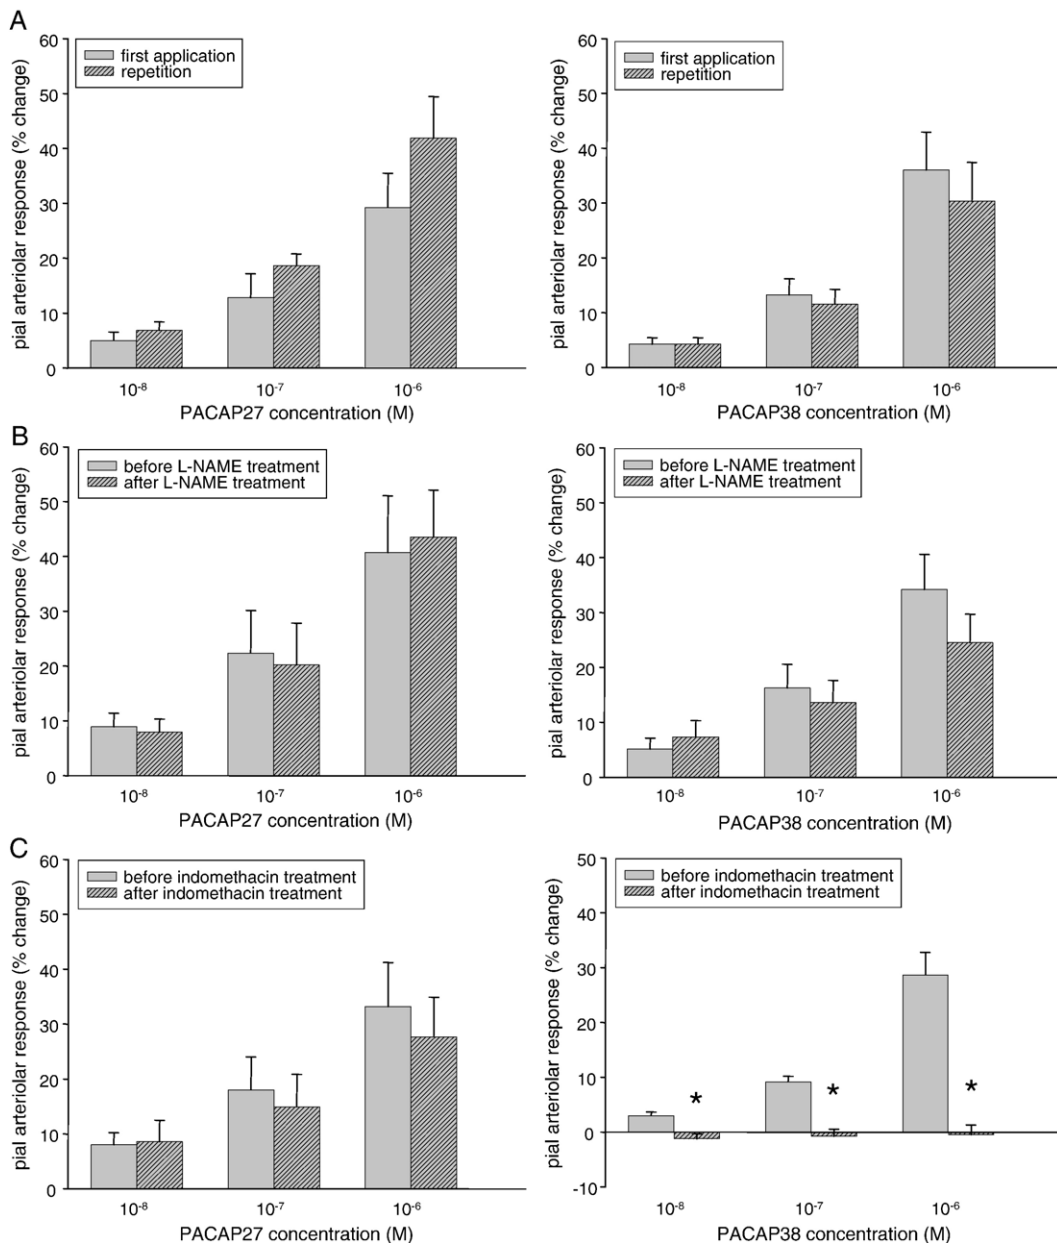 A
first application
repetition
pial arteriolar response (% change)
60
50
40
30
20
10
0
10⁻⁸ 10⁻⁷ 10⁻⁶
PACAP27 concentration (M)
first application
repetition
pial arteriolar response (% change)
60
50
40
30
20
10
0
10⁻⁸ 10⁻⁷ 10⁻⁶
PACAP38 concentration (M)
B
before L-NAME treatment
after L-NAME treatment
pial arteriolar response (% change)
60
50
40
30
20
10
0
10⁻⁸ 10⁻⁷ 10⁻⁶
PACAP27 concentration (M)
before L-NAME treatment
after L-NAME treatment
pial arteriolar response (% change)
60
50
40
30
20
10
0
10⁻⁸ 10⁻⁷ 10⁻⁶
PACAP38 concentration (M)
C
before indomethacin treatment
after indomethacin treatment
pial arteriolar response (% change)
60
50
40
30
20
10
0
10⁻⁸ 10⁻⁷ 10⁻⁶
PACAP27 concentration (M)
before indomethacin treatment
after indomethacin treatment
pial arteriolar response (% change)
50
40
30
20
10
0
-10
* * *
10⁻⁸ 10⁻⁷ 10⁻⁶
PACAP38 concentration (M)